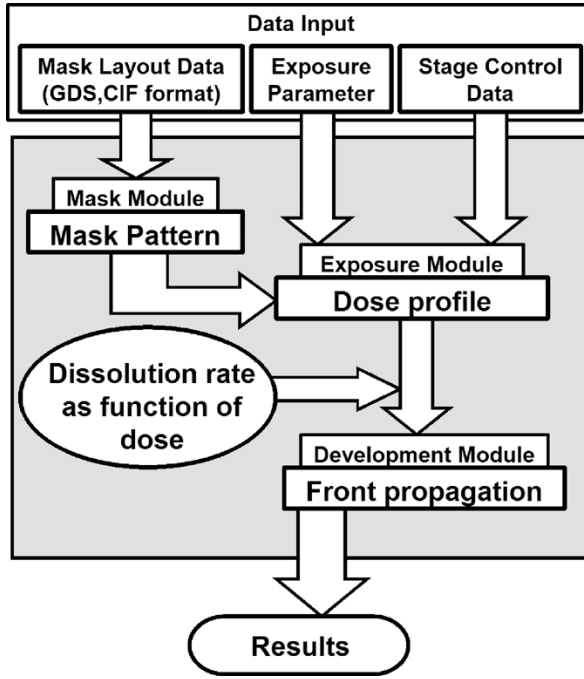 Data Input
Mask Layout Data
(GDS,CIF format)
Exposure
Parameter
Stage Control
Data
Mask Module
Mask Pattern
Exposure Module
Dose profile
Dissolution rate
as function of
dose
Development Module
Front propagation
Results